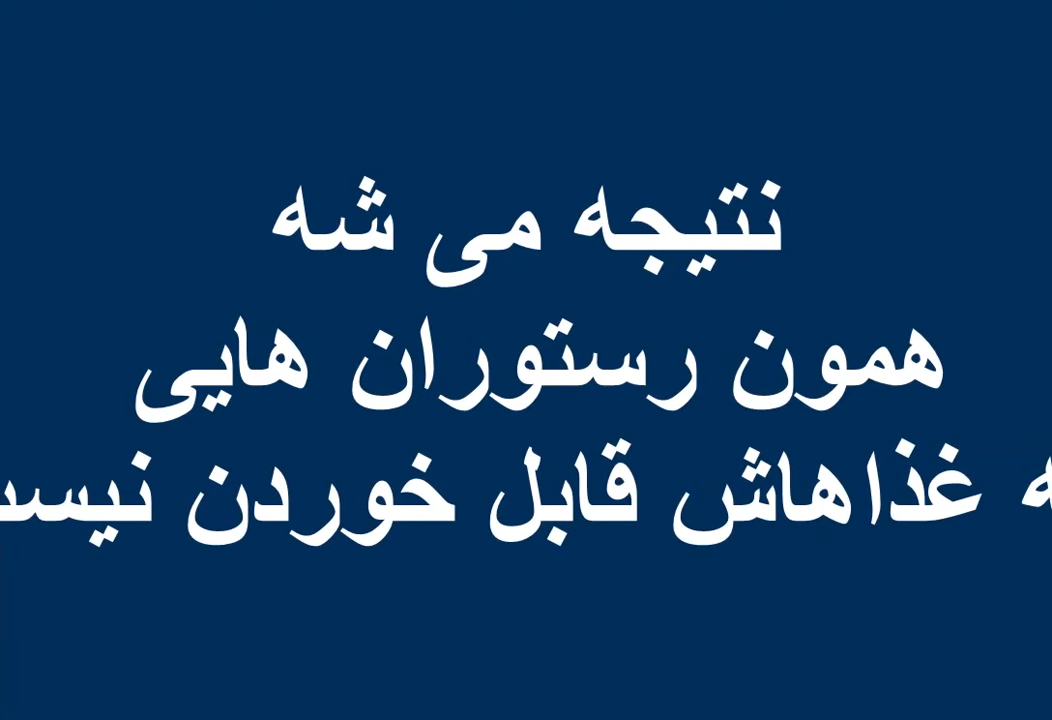 نتیجه می شه
همون رستوران هایی
غذاهاش قابل خوردن